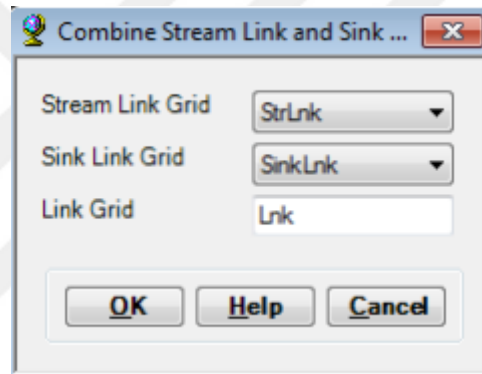 Combine Stream Link and Sink ...
Stream Link Grid StrLnk
Sink Link Grid SinkLnk
Link Grid Lnk
OK Help Cancel